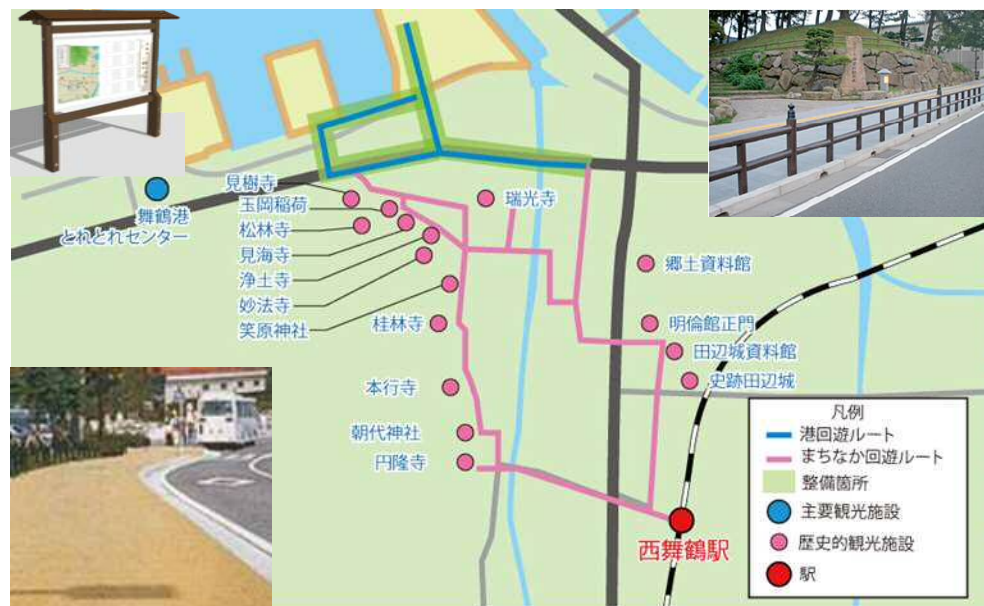 見樹寺
玉岡稲荷
松林寺
見海寺
浄土寺
妙法寺
笑原神社
瑞光寺
舞鶴港
とれとれセンター
郷土資料館
桂林寺
明倫館正門
田辺城資料館
史跡田辺城
本行寺
朝代神社
円隆寺
西舞鶴駅
凡例
港回遊ルート
まちなか回遊ルート
整備箇所
主要観光施設
歴史的観光施設
駅